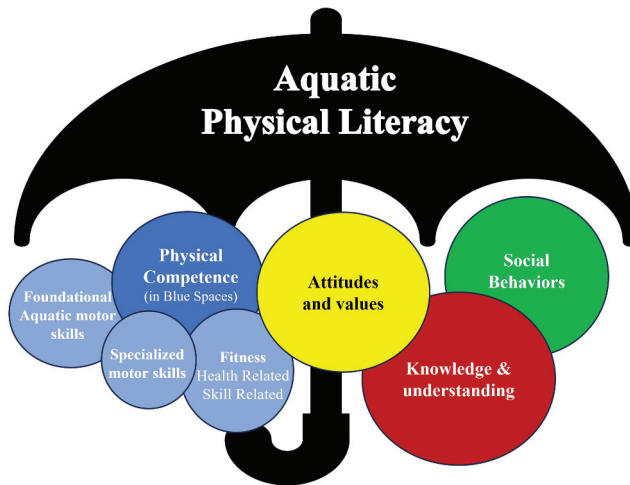 Aquatic
Physical Literacy
Physical
Competence
(in Blue Spaces)
Foundational
Aquatic motor
skills
Specialized
motor skills
Fitness
Health Related
Skill Related
Attitudes
and values
Social
Behaviors
Knowledge &
understanding